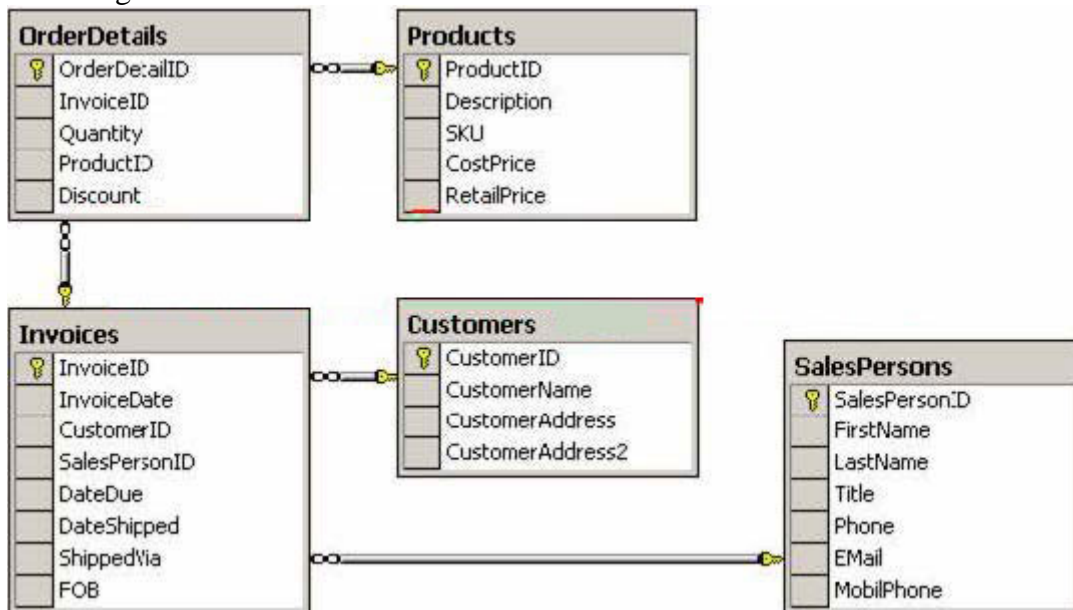 OrderDetails
OrderDetailID
InvoiceID
Quantity
ProductID
Discount
Products
ProductID
Description
SKU
CostPrice
RetailPrice
Invoices
InvoiceID
InvoiceDate
CustomerID
SalesPersonID
DateDue
DateShipped
ShippedVia
FOB
Customers
CustomerID
CustomerName
CustomerAddress
CustomerAddress2
SalesPersons
SalesPersonID
FirstName
LastName
Title
Phone
EMail
MobilPhone